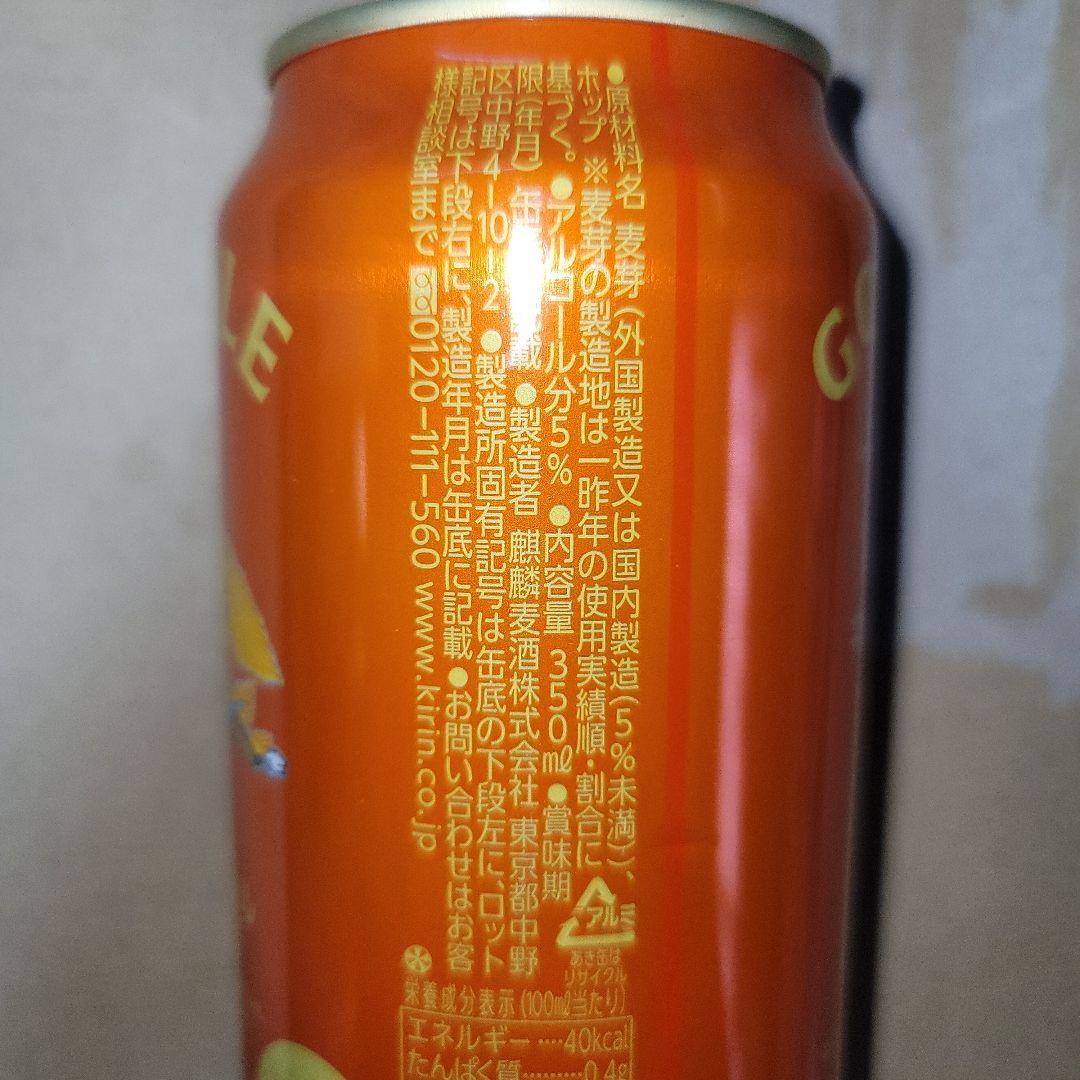 ●原材料名 麦芽(外国製造又は国内製造(5%未満)、
ホップ ※麦芽の製造地は一昨年の使用実績順・割合に
基づく。 ●アルコール分5% ●内容量 350㎖ ●賞味期
限(年月) 缶底に記載 ●製造者 麒麟麦酒株式会社 東京都中野
区中野4-10-2 ●製造所固有記号は缶底の下段左に、ロット
記号は下段右に、製造年月は缶底に記載 ●お問い合わせはお客
様相談室まで 0120-111-560 www.kirin.co.jp
アルミ
あき缶は
リサイクル
栄養成分表示(100㎖当たり)
エネルギー····40kcal
たんぱく質·········0.4g
LE
G